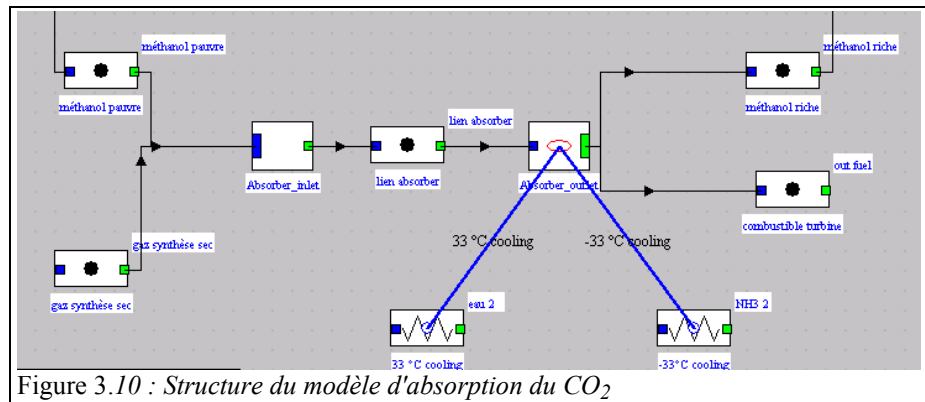 méthanol pauvre
méthanol riche
méthanol pauvre
méthanol riche
lien absorber
Absorber_inlet
lien absorber
Absorber_outlet
out fuel
combustible turbine
33 °C cooling
-33 °C cooling
gaz synthèse sec
gaz synthèse sec
eau 2
NH3 2
33 °C cooling
-33°C cooling
Figure 3.10 : Structure du modèle d'absorption du CO2